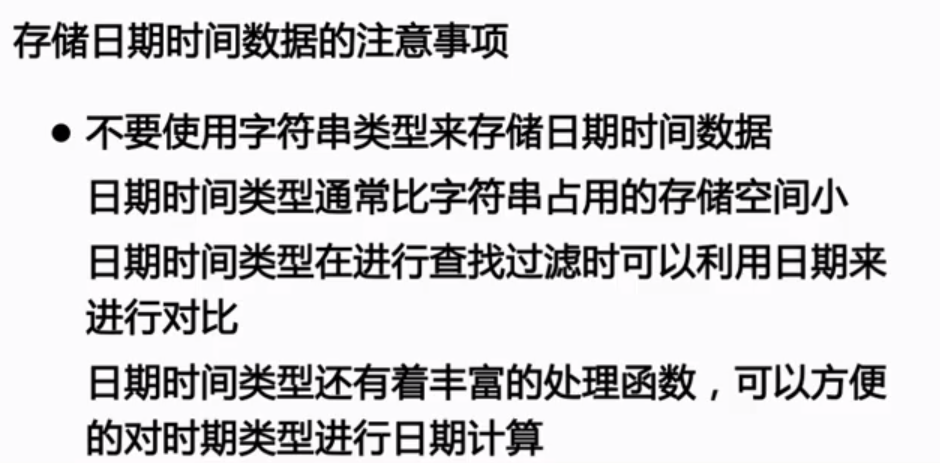 存储日期时间数据的注意事项
● 不要使用字符串类型来存储日期时间数据
日期时间类型通常比字符串占用的存储空间小
日期时间类型在进行查找过滤时可以利用日期来
进行对比
日期时间类型还有着丰富的处理函数，可以方便
的对时期类型进行日期计算